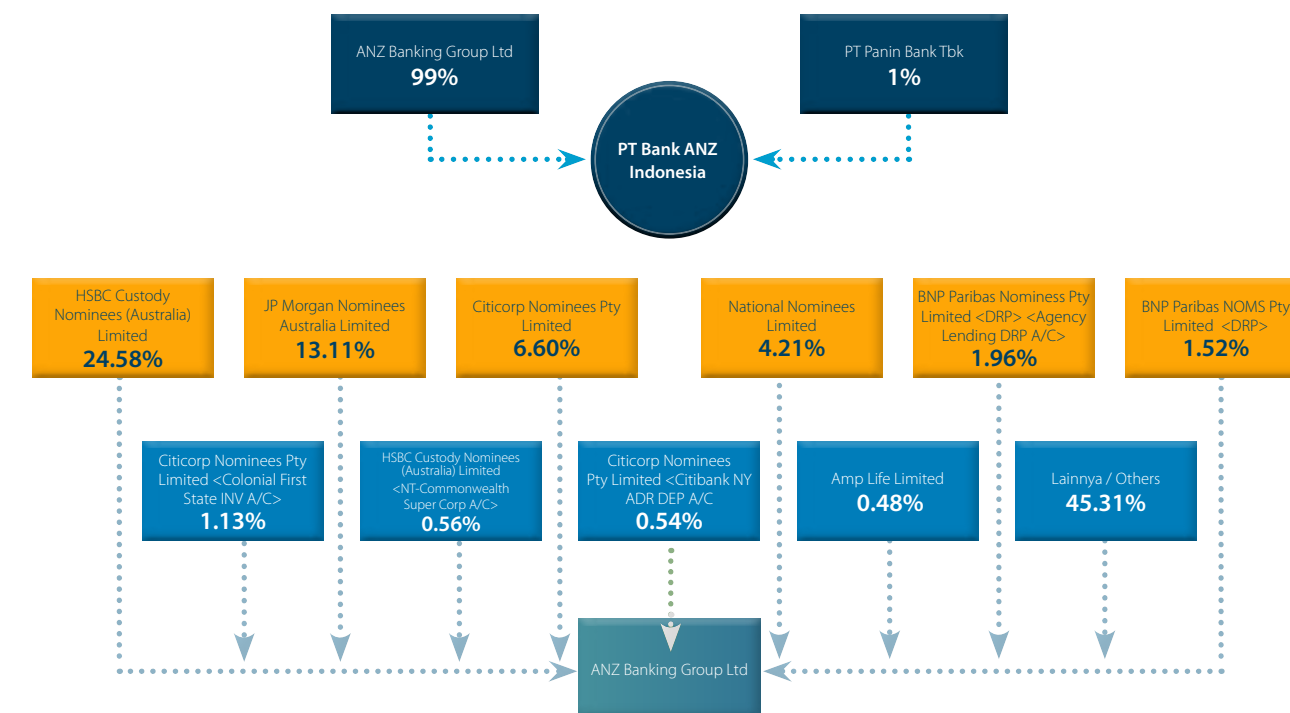 ANZ Banking Group Ltd
99%
PT Panin Bank Tbk
1%
PT Bank ANZ
Indonesia
HSBC Custody
Nominees (Australia)
Limited
24.58%
JP Morgan Nominees
Australia Limited
13.11%
Citicorp Nominees Pty
Limited
6.60%
National Nominees
Limited
4.21%
BNP Paribas Nominess Pty
Limited <DRP> <Agency
Lending DRP A/C>
1.96%
BNP Paribas NOMS Pty
Limited <DRP>
1.52%
Citicorp Nominees Pty
Limited <Colonial First
State INV A/C>
1.13%
HSBC Custody Nominees
(Australia) Limited
<NT-Commonwealth
Super Corp A/C>
0.56%
Citicorp Nominees
Pty Limited <Citibank NY
ADR DEP A/C
0.54%
Amp Life Limited
0.48%
Lainnya / Others
45.31%
ANZ Banking Group Ltd